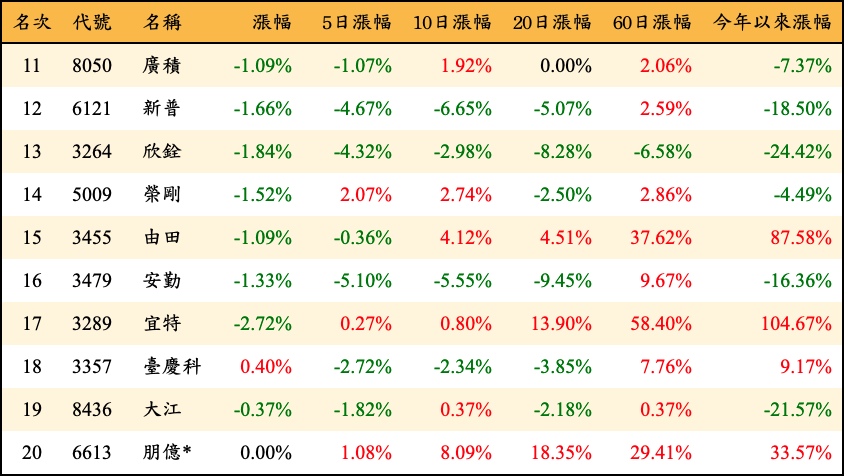 名次 代號 名稱 漲幅 5日漲幅 10日漲幅 20日漲幅 60日漲幅 今年以來漲幅
11 8050 廣積 -1.09% -1.07% 1.92% 0.00% 2.06% -7.37%
12 6121 新普 -1.66% -4.67% -6.65% -5.07% 2.59% -18.50%
13 3264 欣銓 -1.84% -4.32% -2.98% -8.28% -6.58% -24.42%
14 5009 榮剛 -1.52% 2.07% 2.74% -2.50% 2.86% -4.49%
15 3455 由田 -1.09% -0.36% 4.12% 4.51% 37.62% 87.58%
16 3479 安勤 -1.33% -5.10% -5.55% -9.45% 9.67% -16.36%
17 3289 宜特 -2.72% 0.27% 0.80% 13.90% 58.40% 104.67%
18 3357 臺慶科 0.40% -2.72% -2.34% -3.85% 7.76% 9.17%
19 8436 大江 -0.37% -1.82% 0.37% -2.18% 0.37% -21.57%
20 6613 朋億* 0.00% 1.08% 8.09% 18.35% 29.41% 33.57%